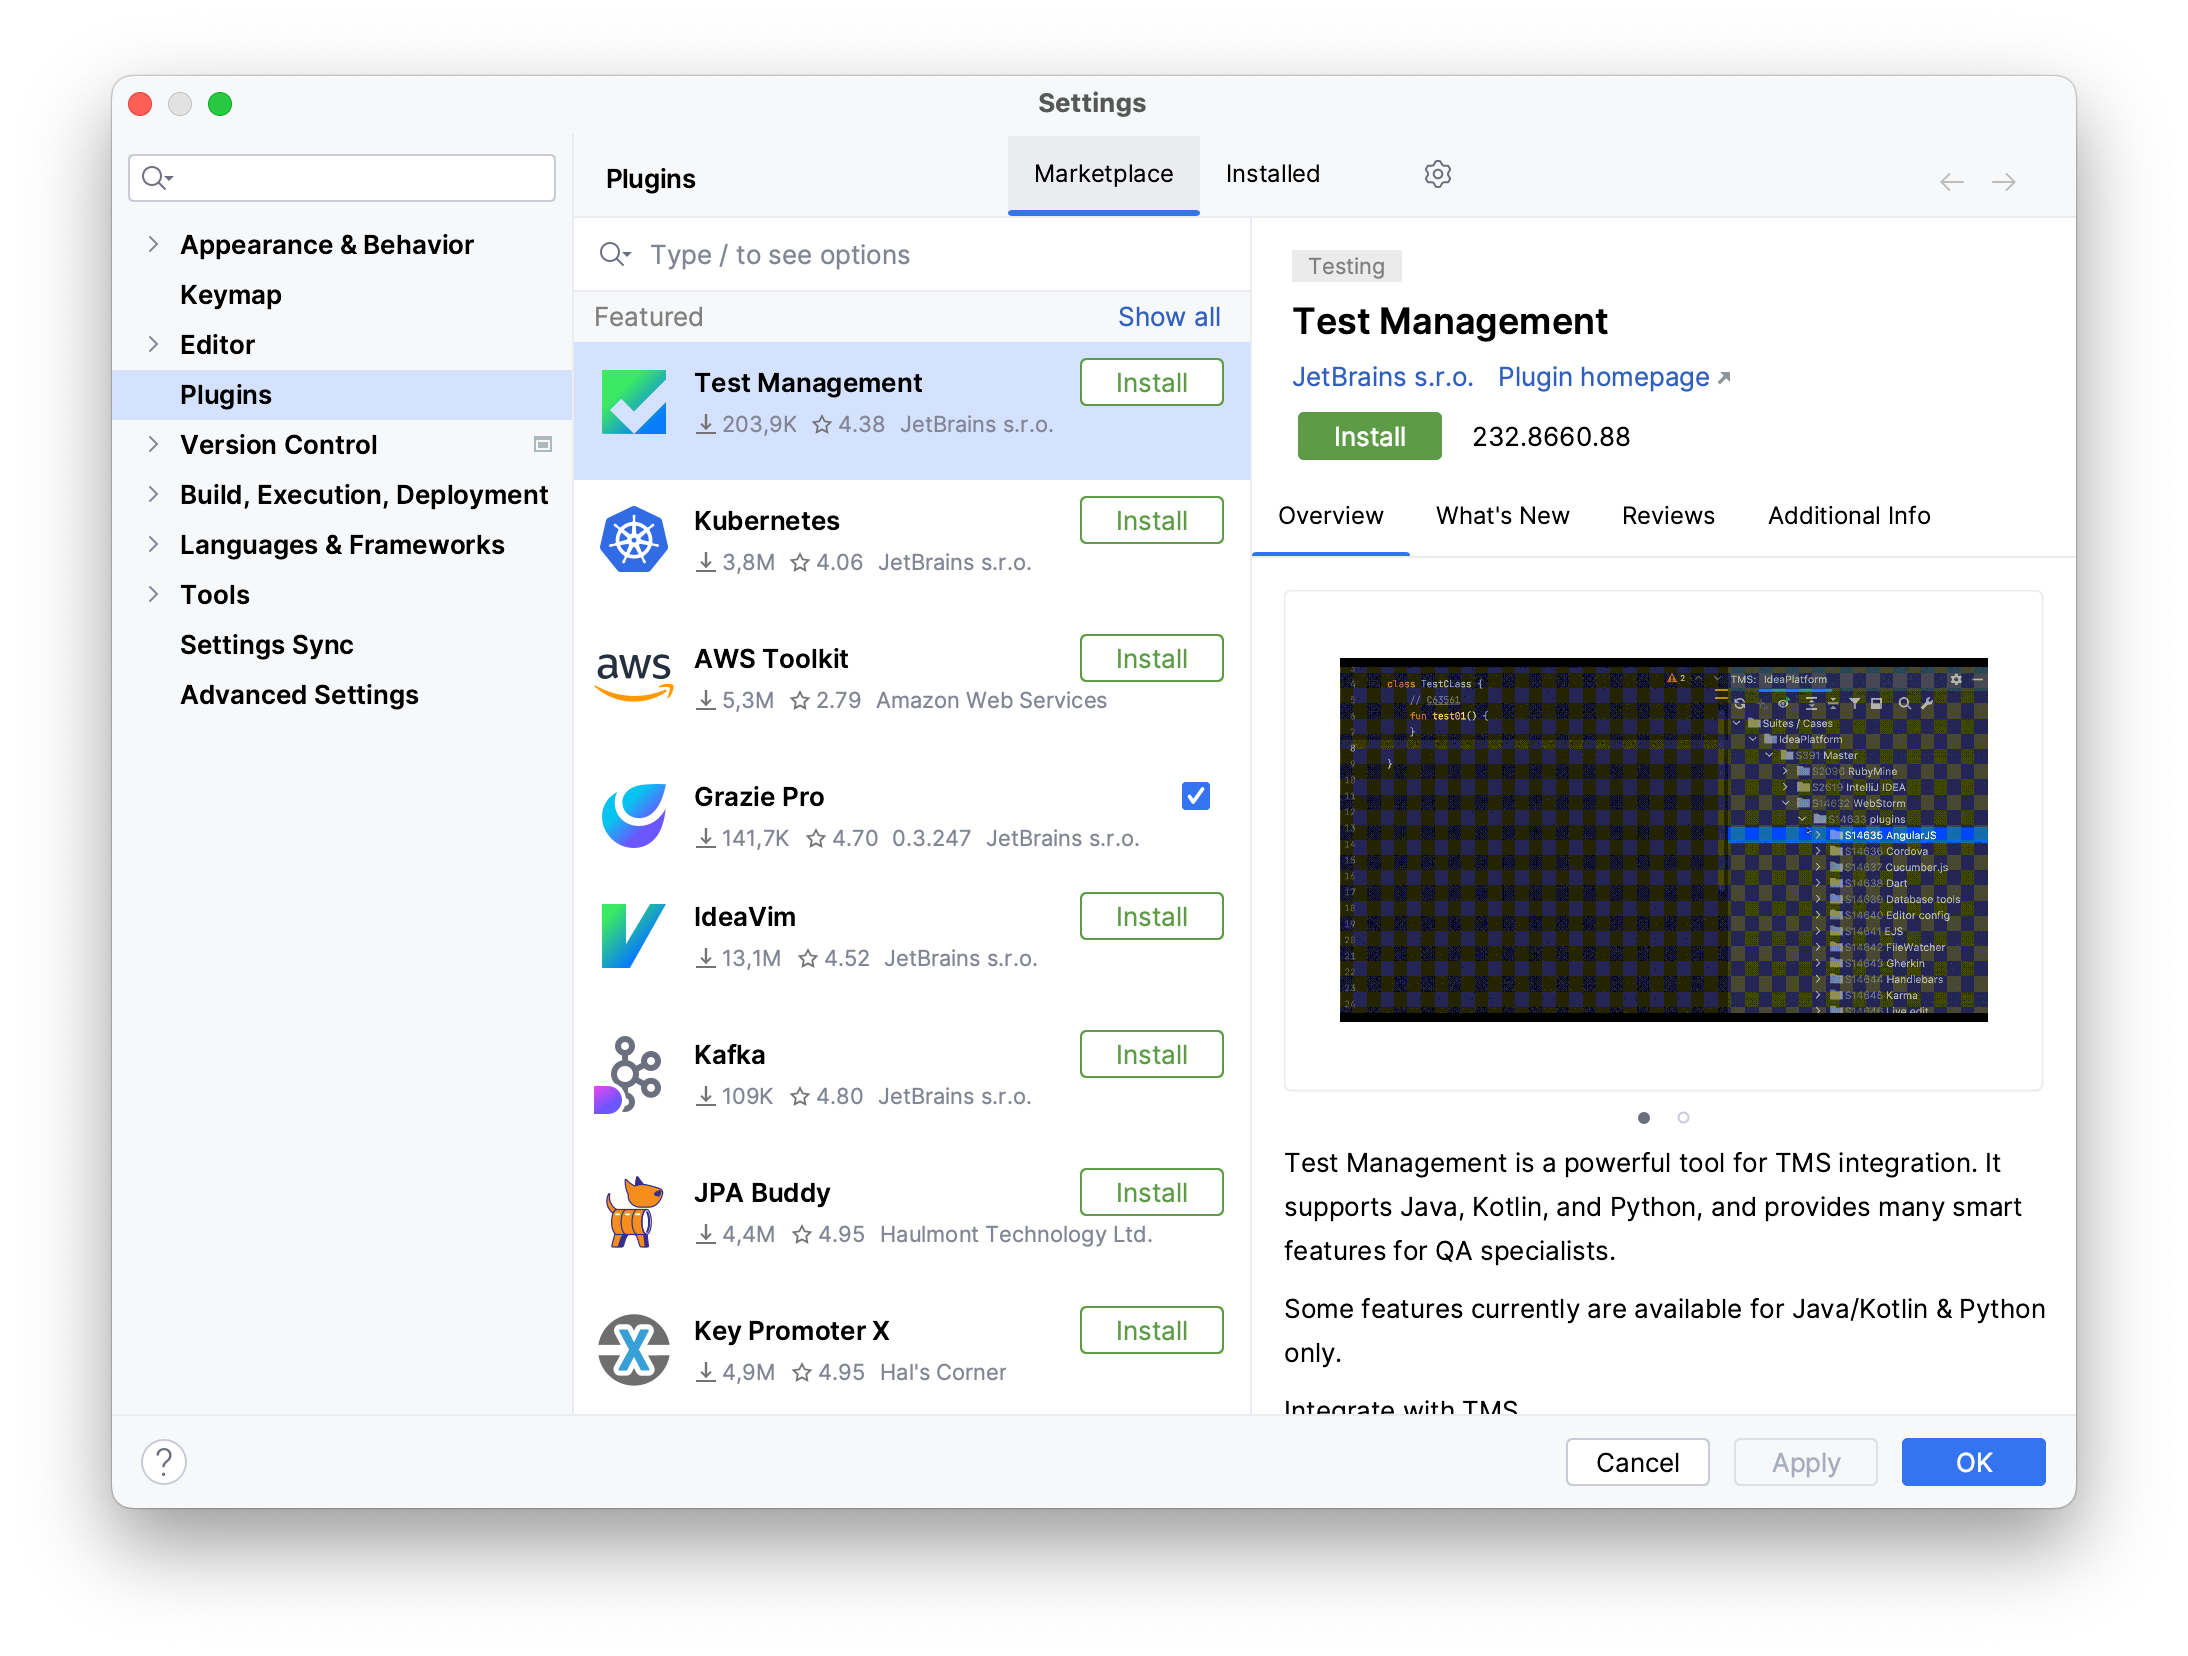 Settings
Plugins
Marketplace
Installed
Appearance & Behavior
Keymap
Editor
Plugins
Version Control
Build, Execution, Deployment
Languages & Frameworks
Tools
Settings Sync
Advanced Settings
Type / to see options
Featured
Show all
Test Management
Install
203,9K 4.38 JetBrains s.r.o.
Kubernetes
Install
3,8M 4.06 JetBrains s.r.o.
aws
AWS Toolkit
Install
5,3M 2.79 Amazon Web Services
Grazie Pro
141,7K 4.70 0.3.247 JetBrains s.r.o.
IdeaVim
Install
13,1M 4.52 JetBrains s.r.o.
Kafka
Install
109K 4.80 JetBrains s.r.o.
JPA Buddy
Install
4,4M 4.95 Haulmont Technology Ltd.
X
Key Promoter X
Install
4,9M 4.95 Hal's Corner
Testing
Test Management
JetBrains s.r.o. Plugin homepage
Install 232.8660.88
Overview
What's New
Reviews
Additional Info
class TestClass {
// C63561
fun test01() {
}
}
2
TMS: IdeaPlatform
Suites / Cases
IdeaPlatform
S391 Master
S2096 RubyMine
S2619 IntelliJ IDEA
S14632 WebStorm
S14633 plugins
S14635 AngularJS
S14636 Cordova
S14637 Cucumber.js
S14638 Dart
S14639 Database tools
S14640 Editor config
S14641 EJS
S14642 FileWatcher
S14643 Gherkin
S14644 Handlebars
S14645 Karma
S14646 Live edit
Test Management is a powerful tool for TMS integration. It
supports Java, Kotlin, and Python, and provides many smart
features for QA specialists.
Some features currently are available for Java/Kotlin & Python
only.
Integrate with TMS
?
Cancel
Apply
OK